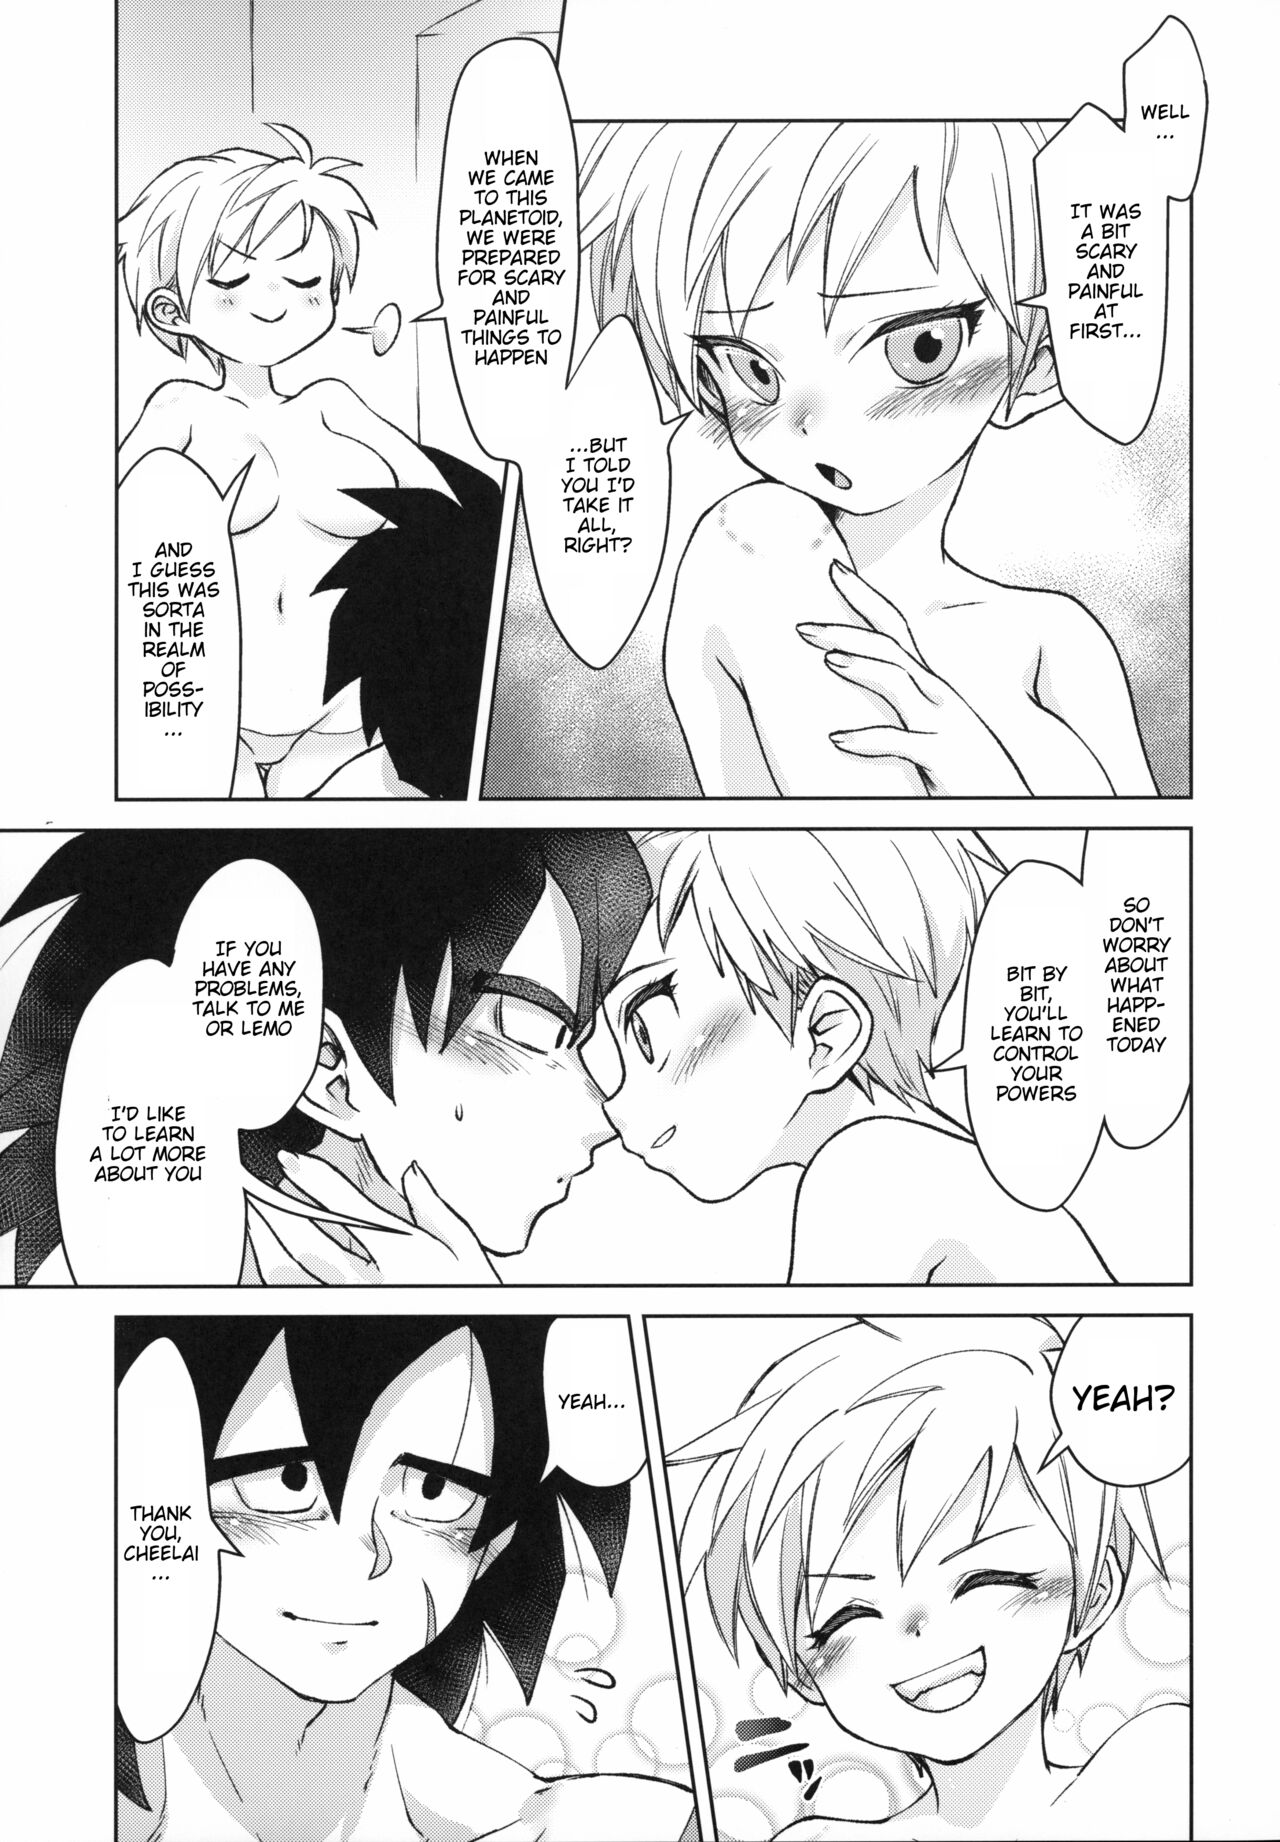 WELL
...
IT WAS
A BIT
SCARY
AND
PAINFUL
AT
FIRST...
...BUT
I TOLD
YOU I'D
TAKE IT
ALL,
RIGHT?
WHEN
WE CAME
TO THIS
PLANETOID,
WE WERE
PREPARED
FOR SCARY
AND
PAINFUL
THINGS TO
HAPPEN
AND
I GUESS
THIS WAS
SORTA
IN THE
REALM
OF
POSS-
IBILITY
...
SO
DON'T
WORRY
ABOUT
WHAT
HAPP-
ENED
TODAY
BIT BY
BIT,
YOU'LL
LEARN TO
CONTROL
YOUR
POWERS
IF YOU
HAVE ANY
PROBLEMS,
TALK TO ME
OR LEMO
I'D LIKE
TO LEARN
A LOT MORE
ABOUT YOU
YEAH?
YEAH...
THANK
YOU,
CHEELAI
...